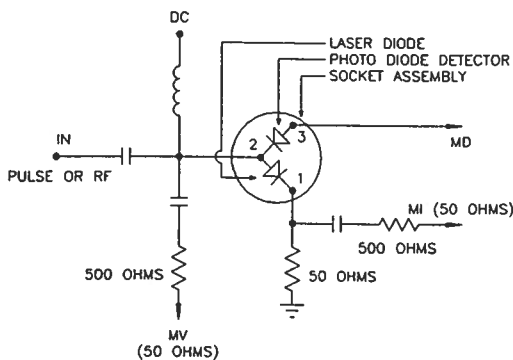 DC
LASER DIODE
PHOTO DIODE DETECTOR
SOCKET ASSEMBLY
IN
2
3
MD
PULSE OR RF
1
MI (50 OHMS)
500 OHMS
500 OHMS
50 OHMS
MV
(50 OHMS)